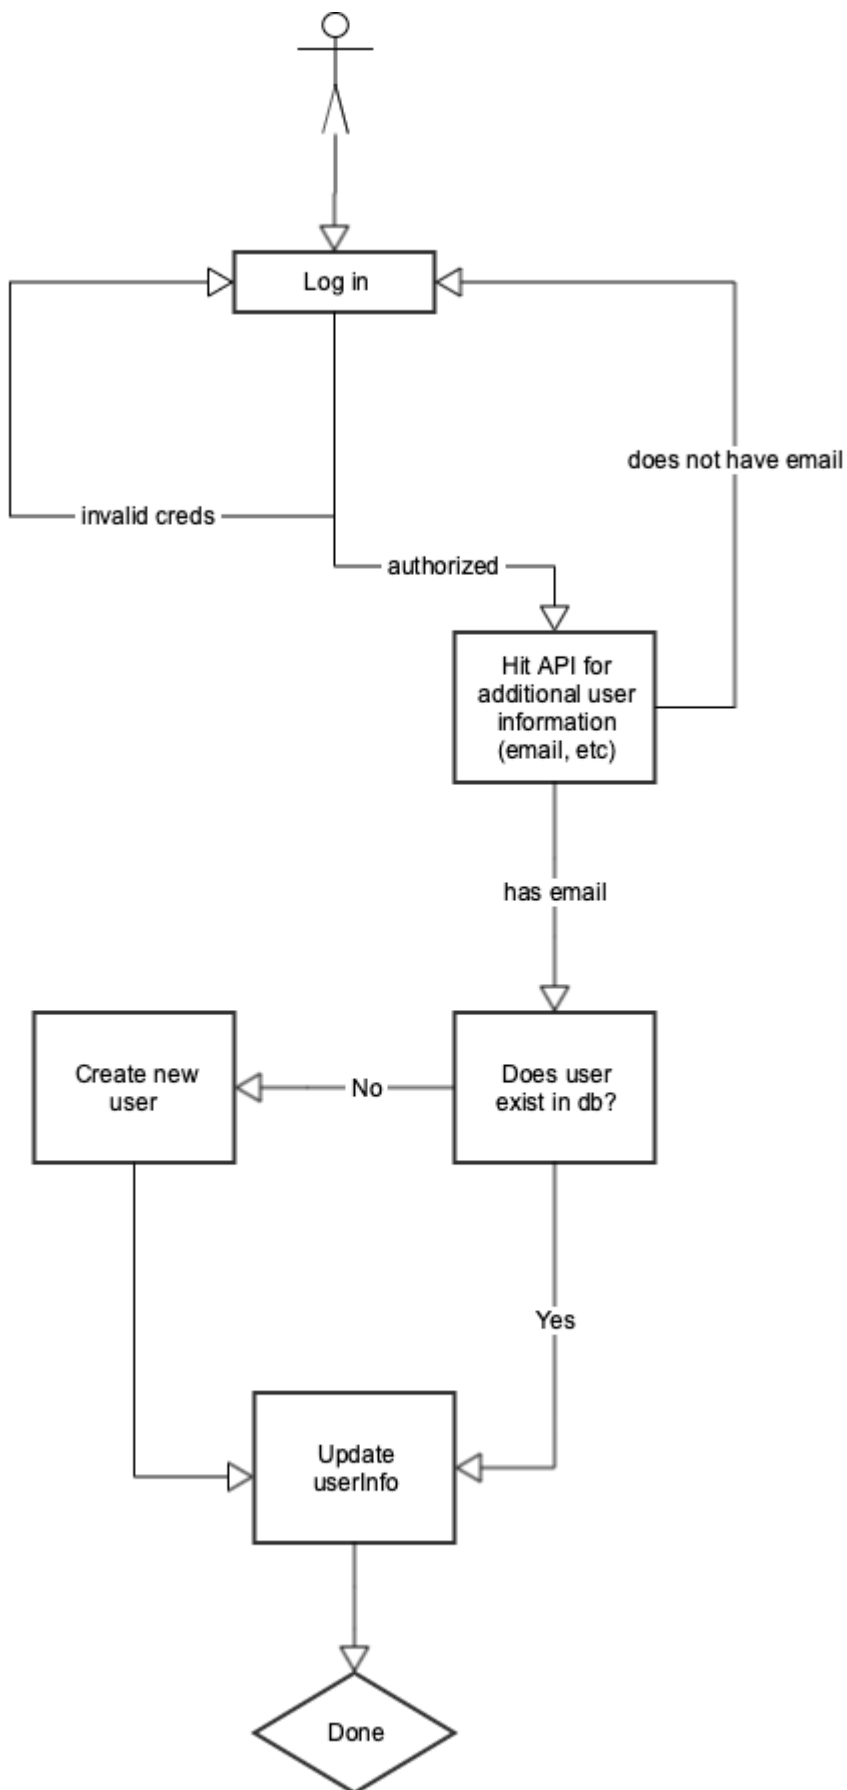 Log in
does not have email
invalid creds
authorized
Hit API for
additional user
information
(email, etc)
has email
Create new
user
No
Does user
exist in db?
Yes
Update
userInfo
Done